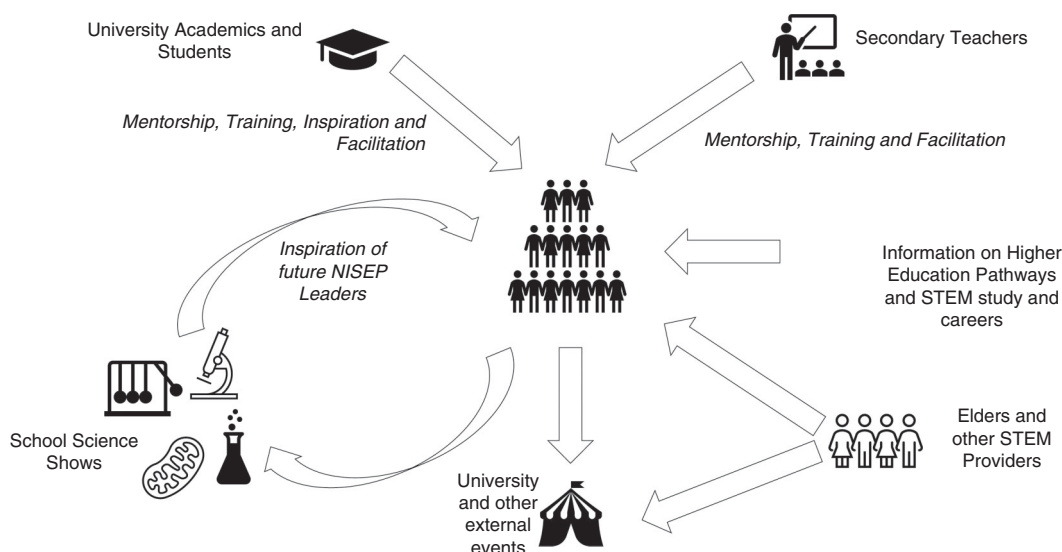 University Academics and
Students
Secondary Teachers
Mentorship, Training, Inspiration and
Facilitation
Mentorship, Training and Facilitation
Inspiration of
future NISEP
Leaders
Information on Higher
Education Pathways
and STEM study and
careers
School Science
Shows
Elders and
other STEM
Providers
University
and other
external
events